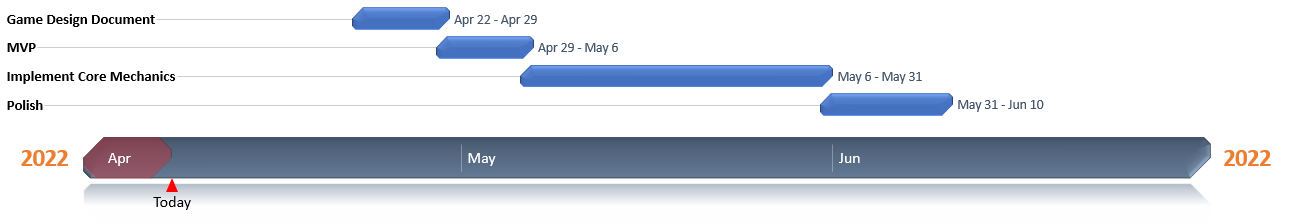 Game Design Document Apr 22 - Apr 29
MVP Apr 29 - May 6
Implement Core Mechanics May 6 - May 31
Polish May 31 - Jun 10
2022 Apr May Jun 2022
Today